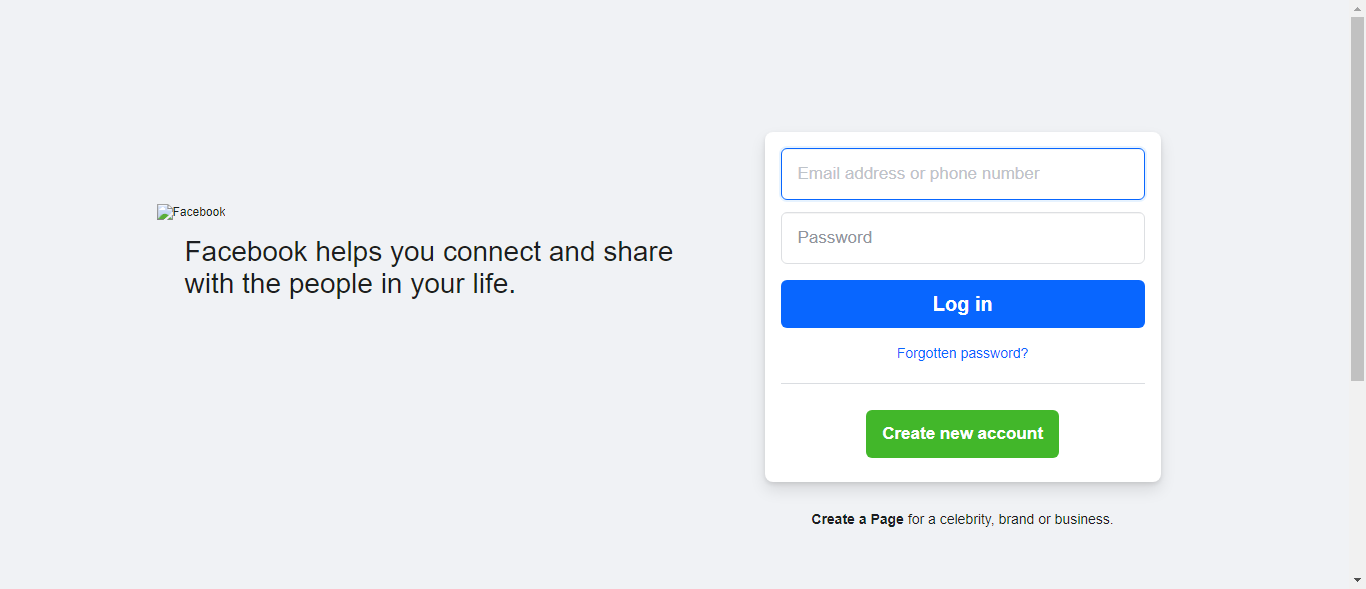 Facebook
Facebook helps you connect and share
with the people in your life.
Email address or phone number
Password
Log in
Forgotten password?
Create new account
Create a Page for a celebrity, brand or business.